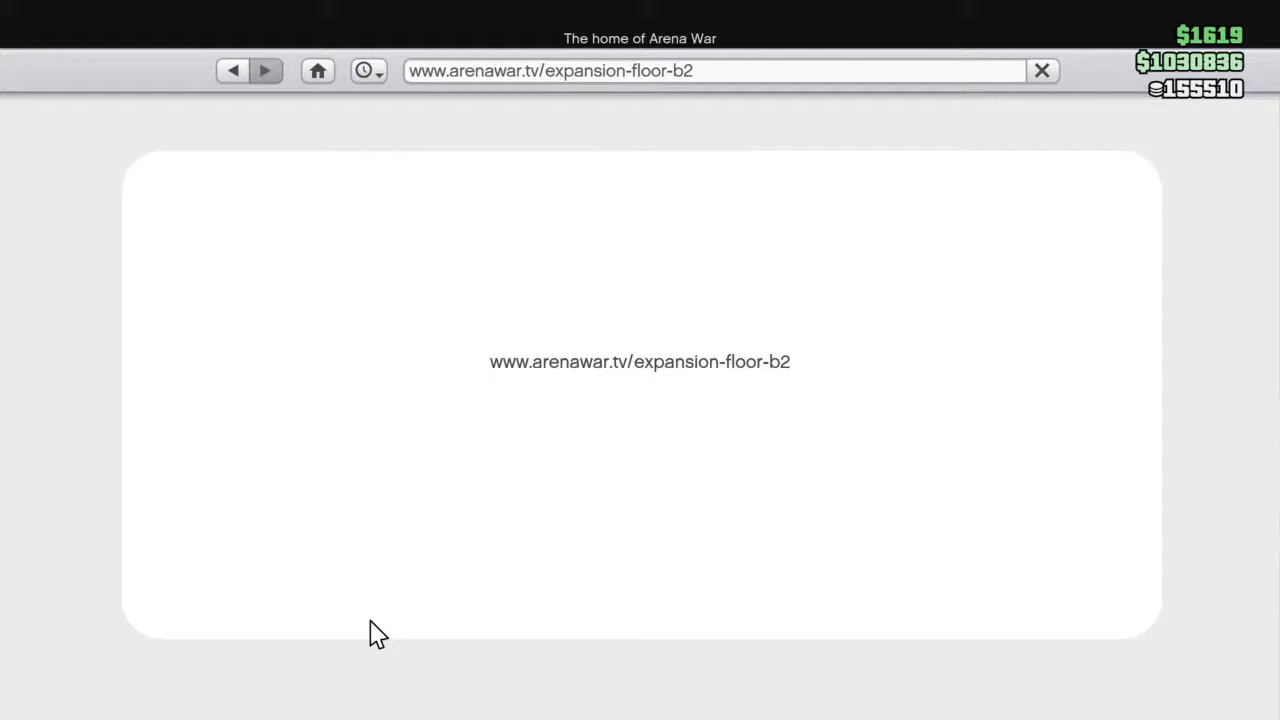 The home of Arena War
$1619
www.arenawar.tv/expansion-floor-b2
$1030836
155510
www.arenawar.tv/expansion-floor-b2